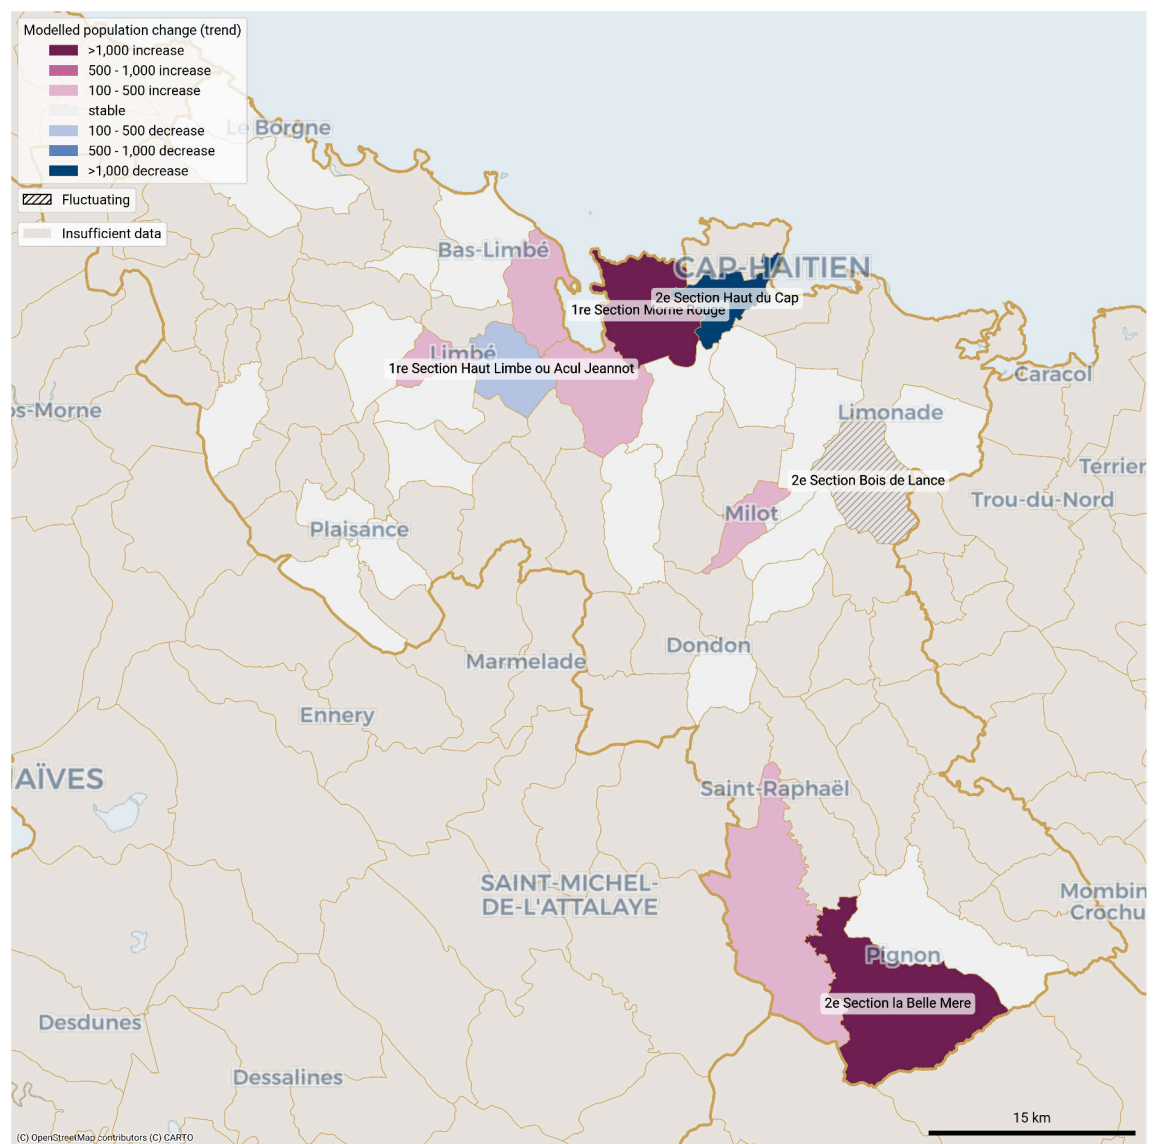 Modelled population change (trend)
>1,000 increase
500 - 1,000 increase
100 - 500 increase
stable
100 - 500 decrease
500 - 1,000 decrease
>1,000 decrease
Fluctuating
Insufficient data
Le Borgne
Bas-Limbé
CAP-HAITIEN
2e Section Haut du Cap
1re Section Morne Rouge
Limbé
1re Section Haut Limbe ou Acul Jeannot
Caracol
os-Morne
Limonade
Terrier
2e Section Bois de Lance
Trou-du-Nord
Milot
Plaisance
Dondon
Marmelade
Ennery
AÏVES
Saint-Raphaël
SAINT-MICHEL-
DE-L'ATTALAYE
Mombin
Crochu
Pignon
2e Section la Belle Mere
Desdunes
Dessalines
15 km
(C) OpenStreetMap contributors (C) CARTO